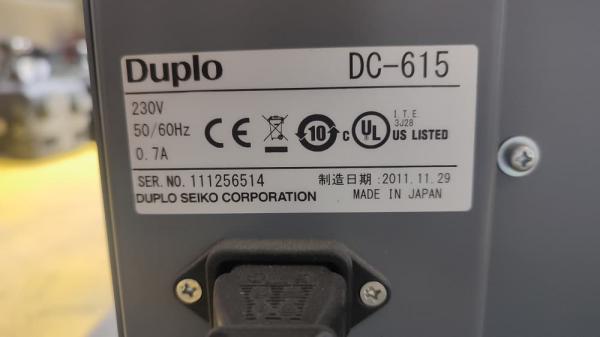 Duplo DC-615
230V
50/60Hz
0.7A
CE
10
c UL US LISTED
I.T.E.
3J28
SER.NO.111256514 制造日期:2011.11.29
DUPLO SEIKO CORPORATION MADE IN JAPAN